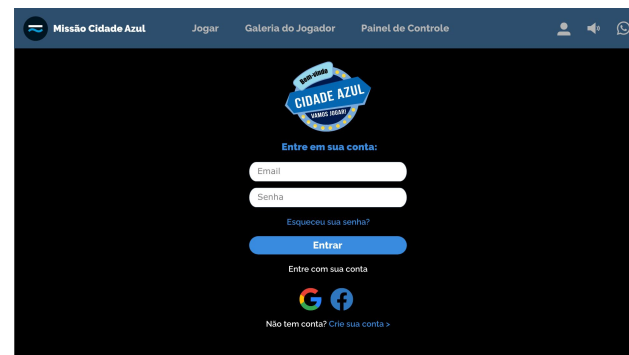 Missão Cidade Azul
Jogar
Galeria do Jogador
Painel de Controle
Bem-vindo
CIDADE AZUL
VAMOS JOGAR!
Entre em sua conta:
Email
Senha
Esqueceu sua senha?
Entrar
Entre com sua conta
Não tem conta? Crie sua conta >